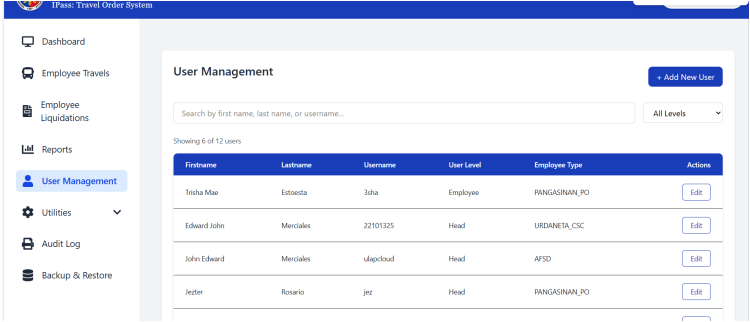 IPass: Travel Order System
Dashboard
Employee Travels
Employee
Liquidations
Reports
User Management
Utilities
Audit Log
Backup & Restore
User Management
+ Add New User
Search by first name, last name, or username...
All Levels
Showing 6 of 12 users
Firstname Lastname Username User Level Employee Type Actions
Trisha Mae Estoesta 3sha Employee PANGASINAN_PO Edit
Edward John Merciales 22101325 Head URDANETA_CSC Edit
John Edward Merciales ulapcloud Head AFSD Edit
Jezter Rosario jez Head PANGASINAN_PO Edit